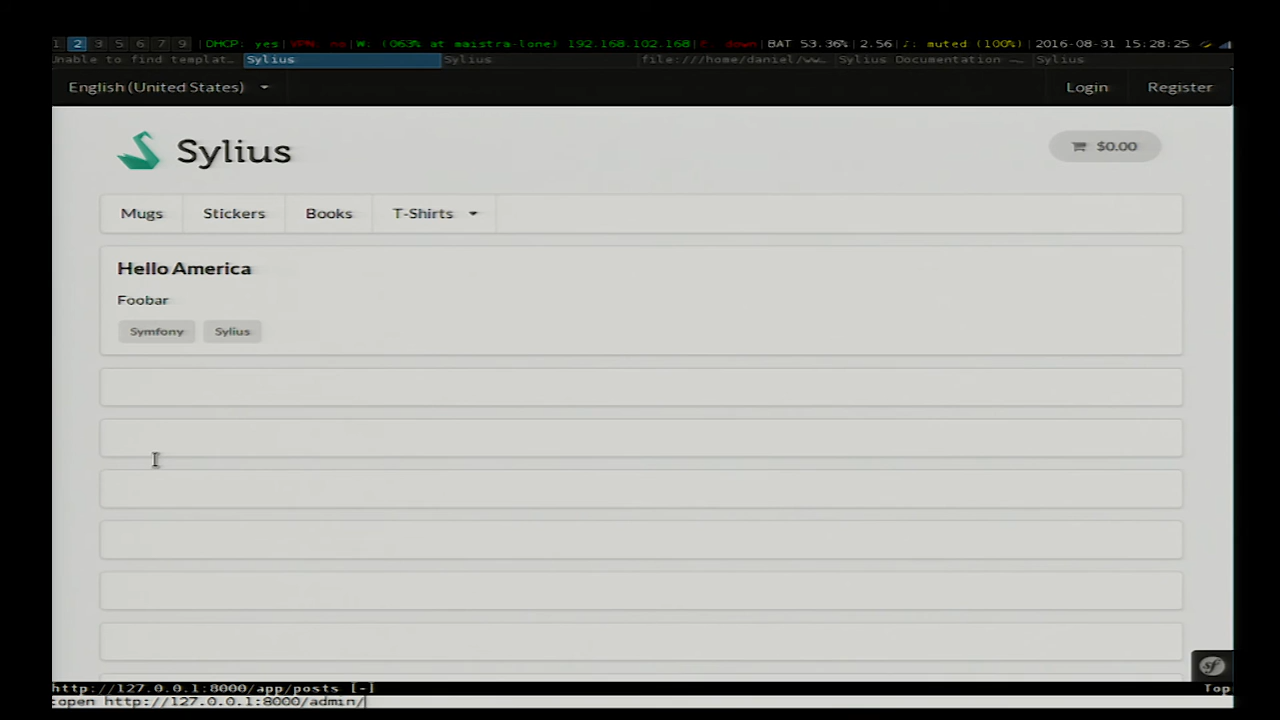 1 2 3 5 6 7 9 DHCP: yes VPN: no W: (063% at maistra-lone) 192.168.102.168 E: down BAT 53.36% 2.56 ♪: muted (100%) 2016-08-31 15:28:25
Unable to find templat… Sylius Sylius file:///home/daniel/ww… Sylius Documentation —… Sylius
English (United States) Login Register
Sylius $0.00
Mugs Stickers Books T-Shirts
Hello America
Foobar
Symfony Sylius
sf
http://127.0.0.1:8000/app/posts [-] Top
:open http://127.0.0.1:8000/admin/